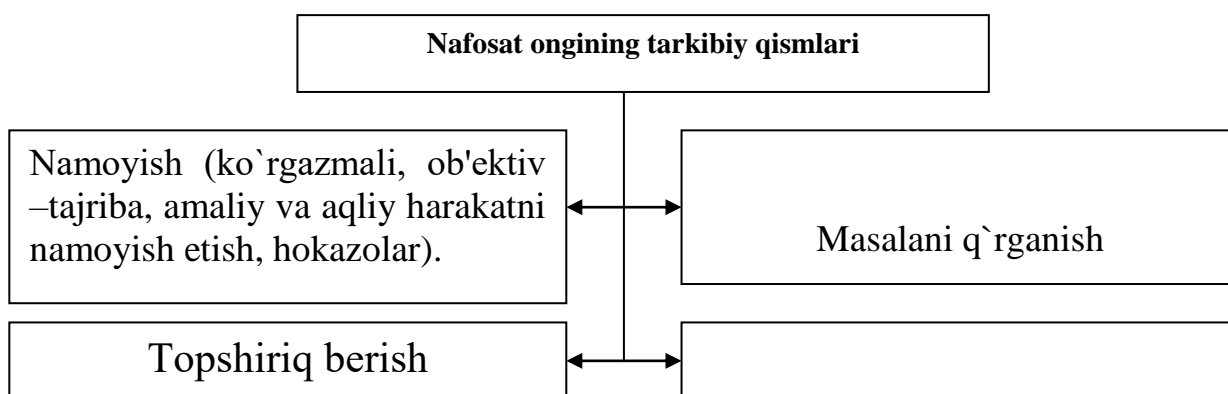 Nafosat ongining tarkibiy qismlari
Namoyish (ko`rgazmali, ob'ektiv
–tajriba, amaliy va aqliy harakatni
namoyish etish, hokazolar).
Masalani q`rganish
Topshiriq berish